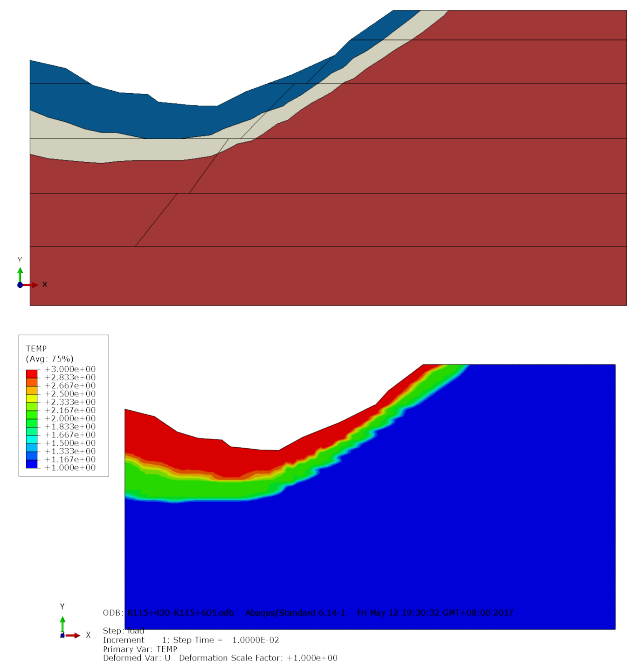 Y
X
TEMP
(Avg: 75%)
+3.000e+00
+2.833e+00
+2.667e+00
+2.500e+00
+2.333e+00
+2.167e+00
+2.000e+00
+1.833e+00
+1.667e+00
+1.500e+00
+1.333e+00
+1.167e+00
+1.000e+00
Y
X
ODB:
Step: load
Increment 1: Step Time = 1.0000E-02
Primary Var: TEMP
Deformed Var: U Deformation Scale Factor: +1.000e+00